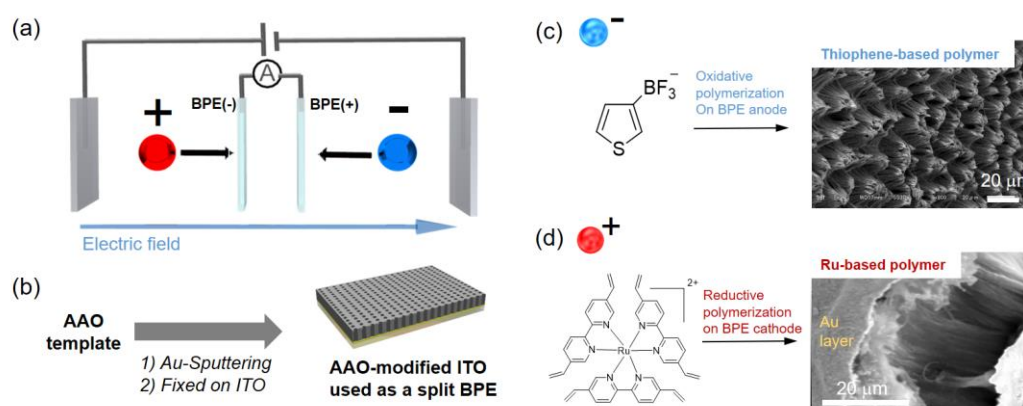 (a)
A
BPE(-)
BPE(+)
+
−
Electric field
(b)
AAO
template
1) Au-Sputtering
2) Fixed on ITO
AAO-modified ITO
used as a split BPE
(c)
−
BF3−
S
Oxidative
polymerization
On BPE anode
Thiophene-based polymer
20 μm
(d)
+
2+
N
N
N
Ru
N
N
N
Reductive
polymerization
on BPE cathode
Ru-based polymer
Au
layer
20 μm